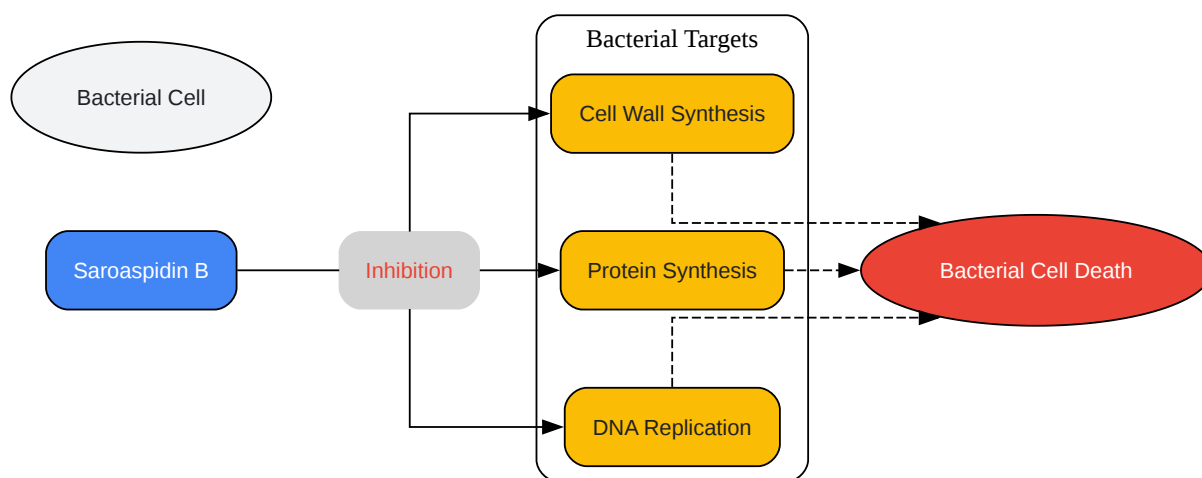 Bacterial Targets
Bacterial Cell
Cell Wall Synthesis
Saroaspidin B
Inhibition
Protein Synthesis
Bacterial Cell Death
DNA Replication